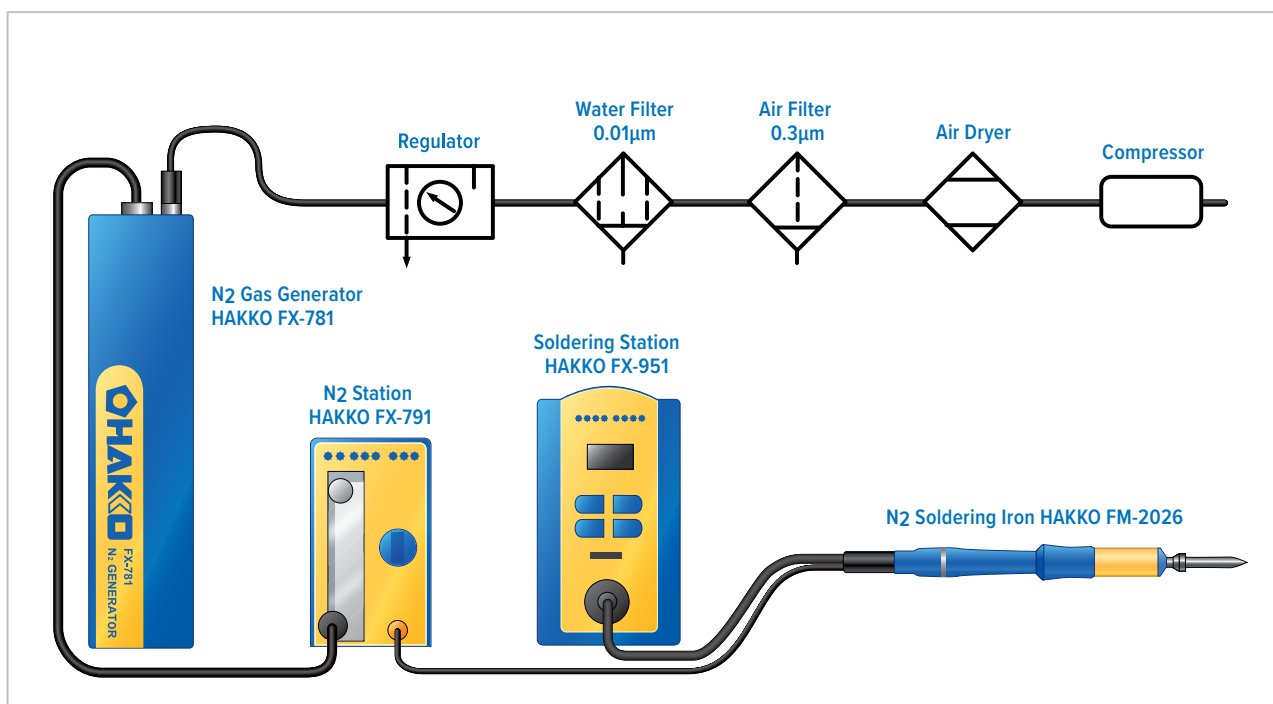 Water Filter
0.01µm
Air Filter
0.3µm
Regulator
Air Dryer
Compressor
N2 Gas Generator
HAKKO FX-781
Soldering Station
HAKKO FX-951
N2 Station
HAKKO FX-791
N2 Soldering Iron HAKKO FM-2026
HAKKO
FX-781
N2 GENERATOR